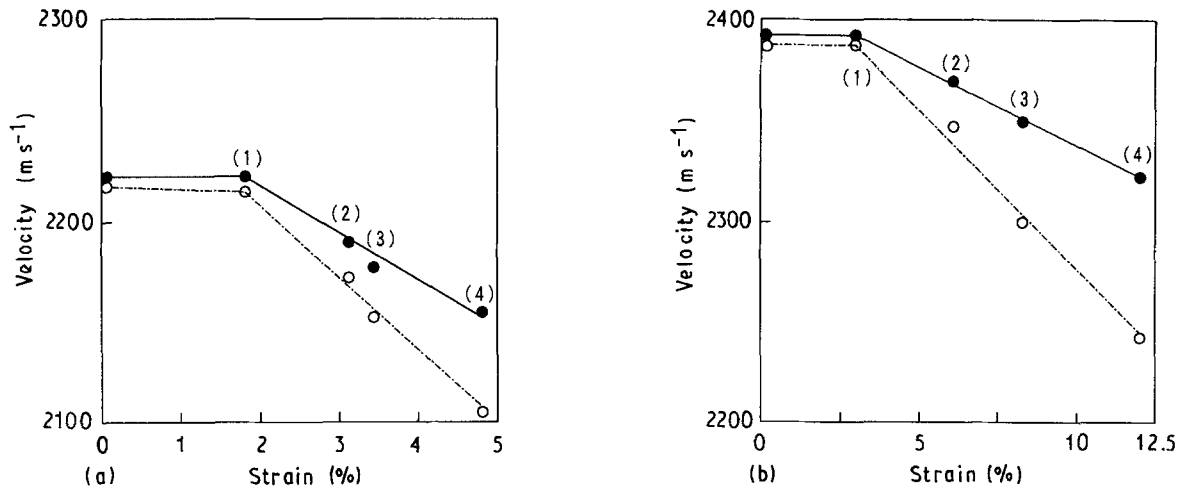 2300
2200
2100
Velocity (m s⁻¹)
(1)
(2)
(3)
(4)
0 1 2 3 4 5
(a) Strain (%)
2400
2300
2200
Velocity (m s⁻¹)
(1)
(2)
(3)
(4)
0 5 10 12.5
(b) Strain (%)